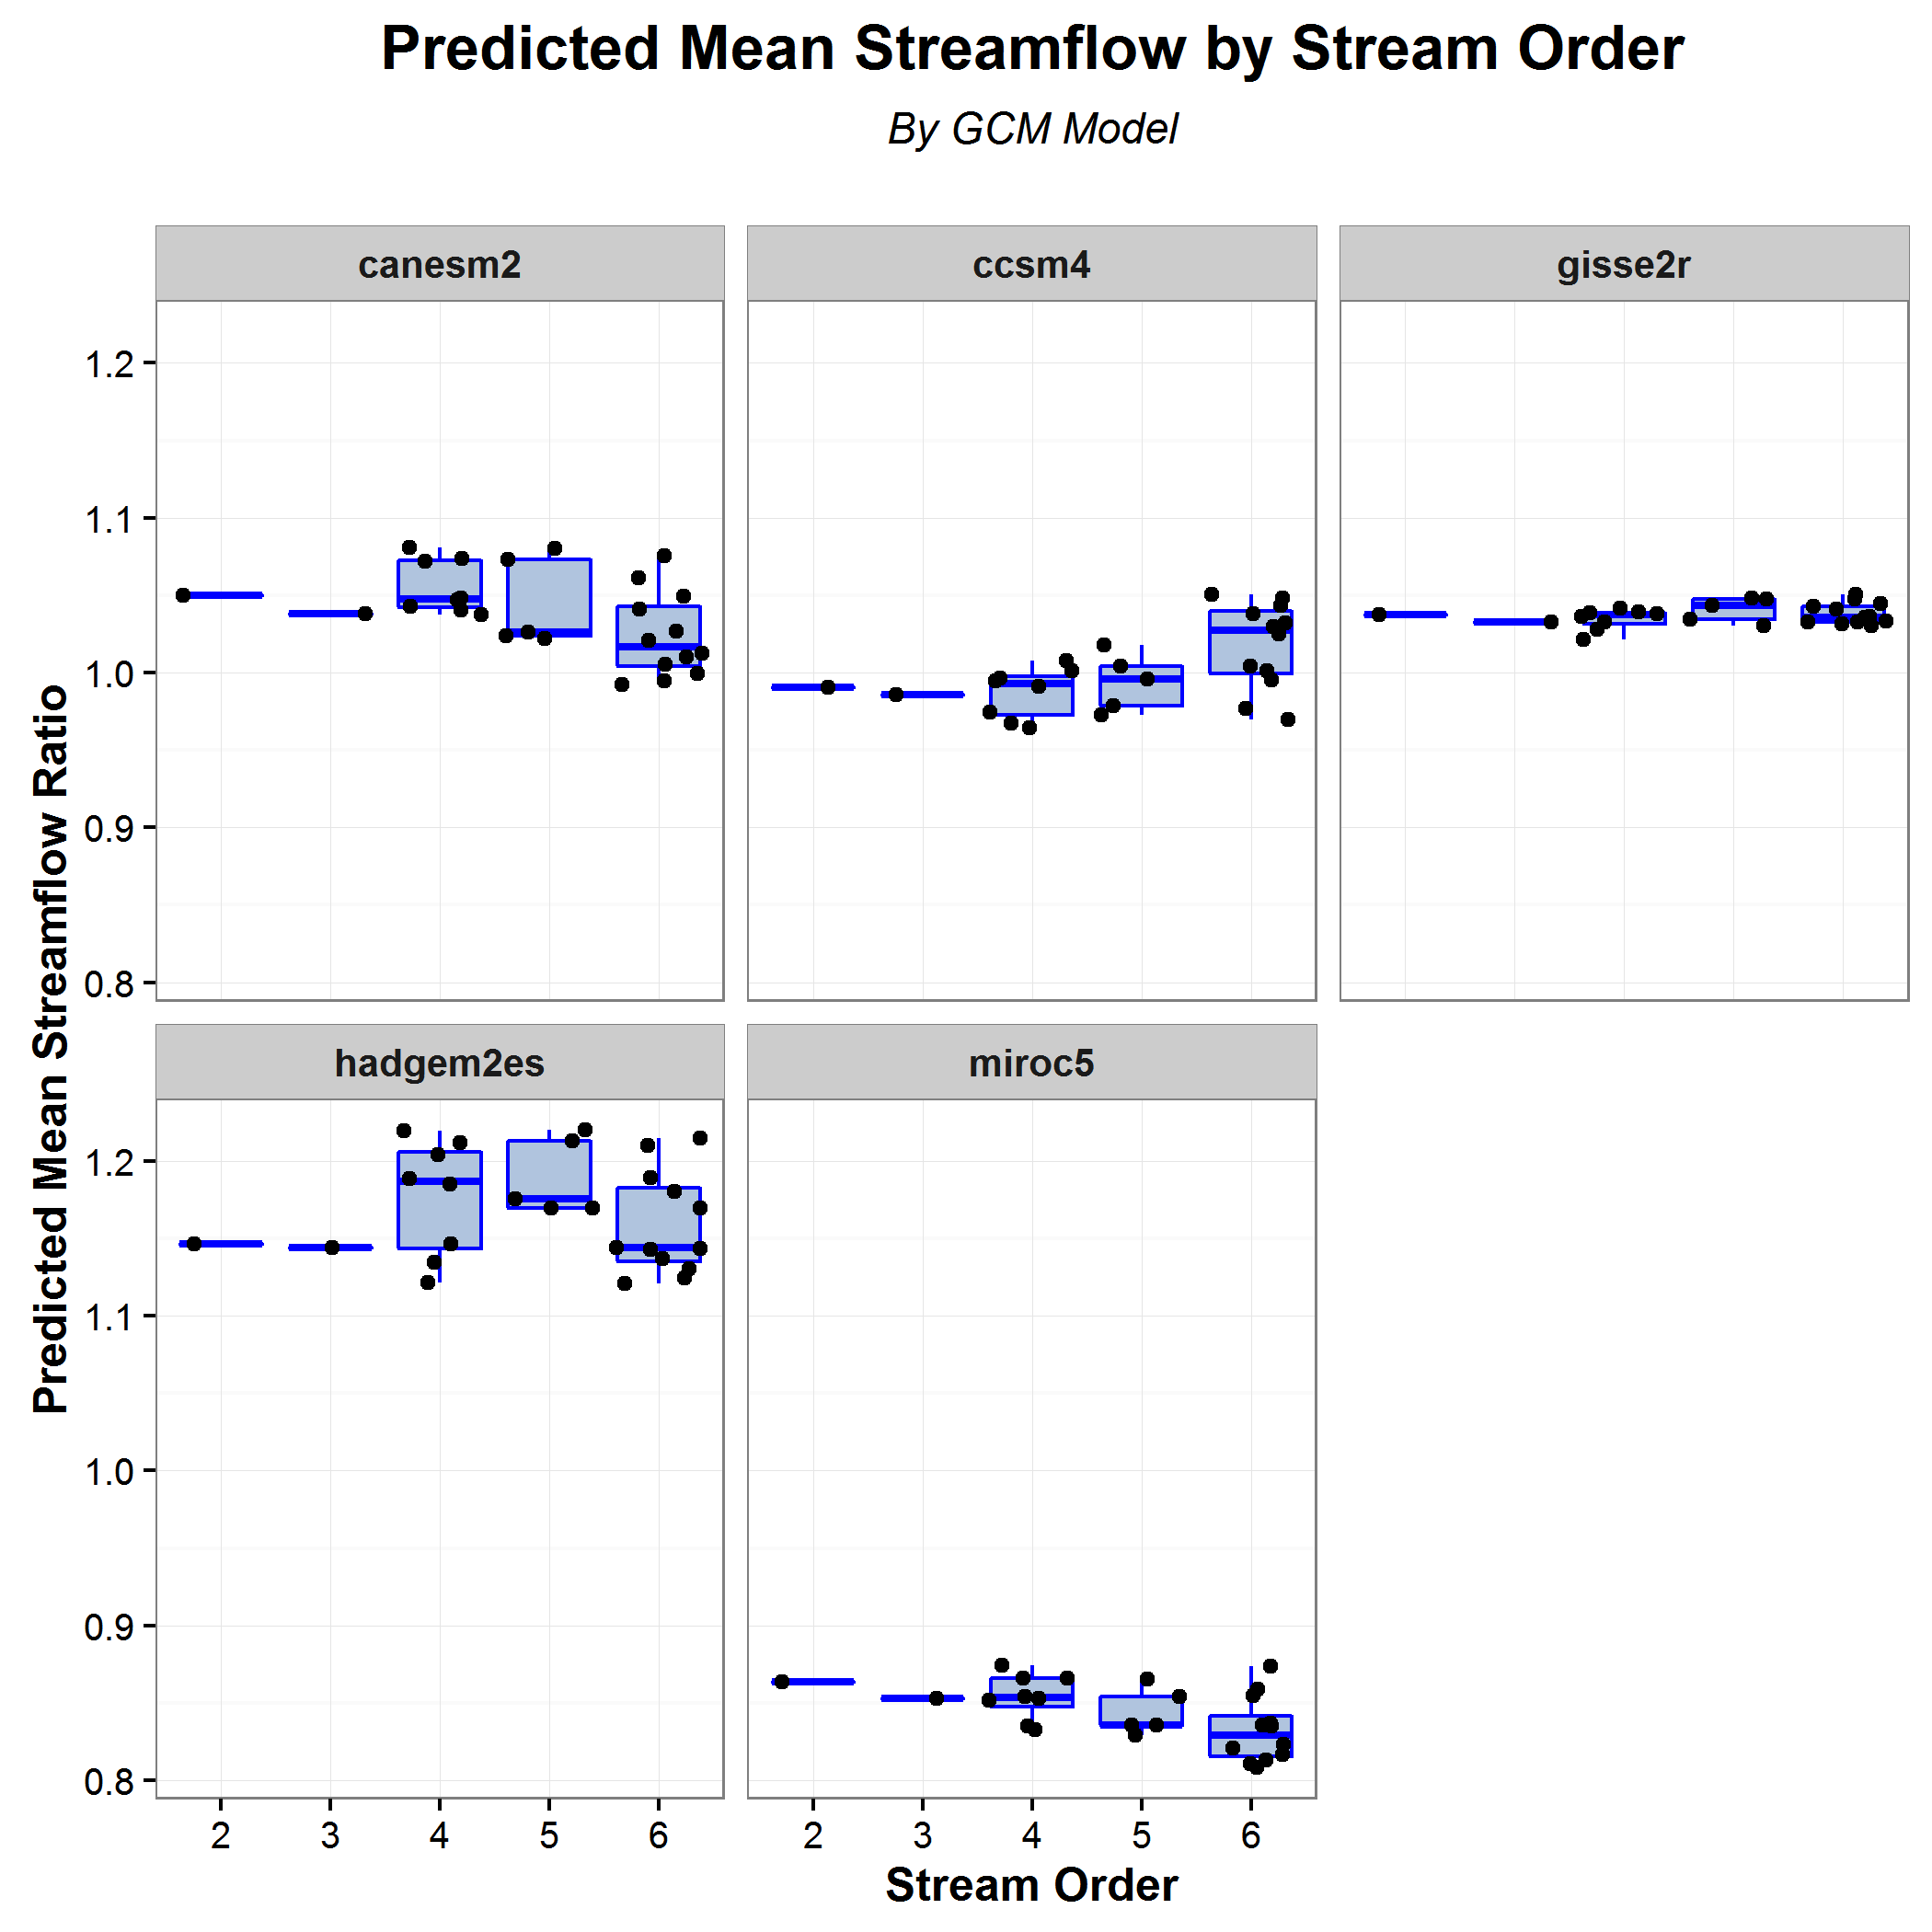 Predicted Mean Streamflow by Stream Order
By GCM Model
canesm2
ccsm4
gisse2r
1.2
1.1
1.0
0.9
0.8
Predicted Mean Streamflow Ratio
hadgem2es
miroc5
1.2
1.1
1.0
0.9
0.8
2 3 4 5 6
2 3 4 5 6
Stream Order